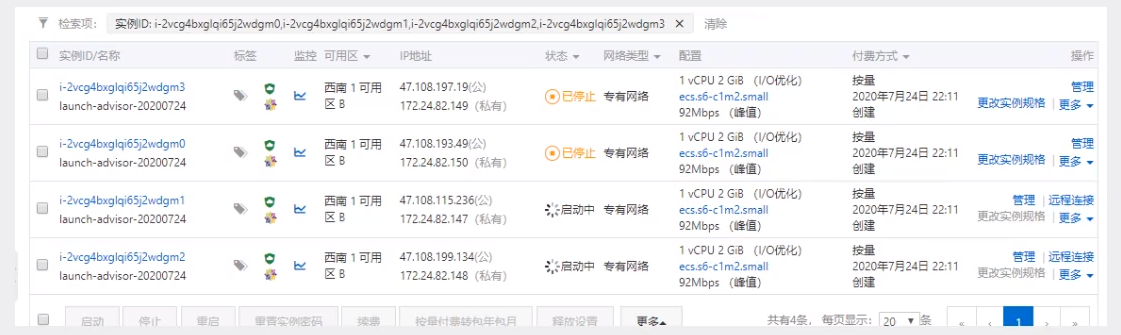 检索项： 实例ID: i-2vcg4bxglqi65j2wdgm0,i-2vcg4bxglqi65j2wdgm1,i-2vcg4bxglqi65j2wdgm2,i-2vcg4bxglqi65j2wdgm3 × 清除
实例ID/名称 标签 监控 可用区 IP地址 状态 网络类型 配置 付费方式 操作
i-2vcg4bxglqi65j2wdgm3
launch-advisor-20200724
西南 1 可用
区 B
47.108.197.19(公)
172.24.82.149 （私有）
已停止 专有网络
1 vCPU 2 GiB （I/O优化）
ecs.s6-c1m2.small
92Mbps （峰值）
按量
2020年7月24日 22:11
创建
管理
更改实例规格 | 更多
i-2vcg4bxglqi65j2wdgm0
launch-advisor-20200724
西南 1 可用
区 B
47.108.193.49(公)
172.24.82.150 （私有）
已停止 专有网络
1 vCPU 2 GiB （I/O优化）
ecs.s6-c1m2.small
92Mbps （峰值）
按量
2020年7月24日 22:11
创建
管理
更改实例规格 | 更多
i-2vcg4bxglqi65j2wdgm1
launch-advisor-20200724
西南 1 可用
区 B
47.108.115.236(公)
172.24.82.147 （私有）
启动中 专有网络
1 vCPU 2 GiB （I/O优化）
ecs.s6-c1m2.small
92Mbps （峰值）
按量
2020年7月24日 22:11
创建
管理 | 远程连接
更改实例规格 | 更多
i-2vcg4bxglqi65j2wdgm2
launch-advisor-20200724
西南 1 可用
区 B
47.108.199.134(公)
172.24.82.148 （私有）
启动中 专有网络
1 vCPU 2 GiB （I/O优化）
ecs.s6-c1m2.small
92Mbps （峰值）
按量
2020年7月24日 22:11
创建
管理 | 远程连接
更改实例规格 | 更多
启动 停止 重启 重置实例密码 续费 按量付费转包年包月 释放设置 更多 共有4条， 每页显示： 20 条 « ‹ 1 › »